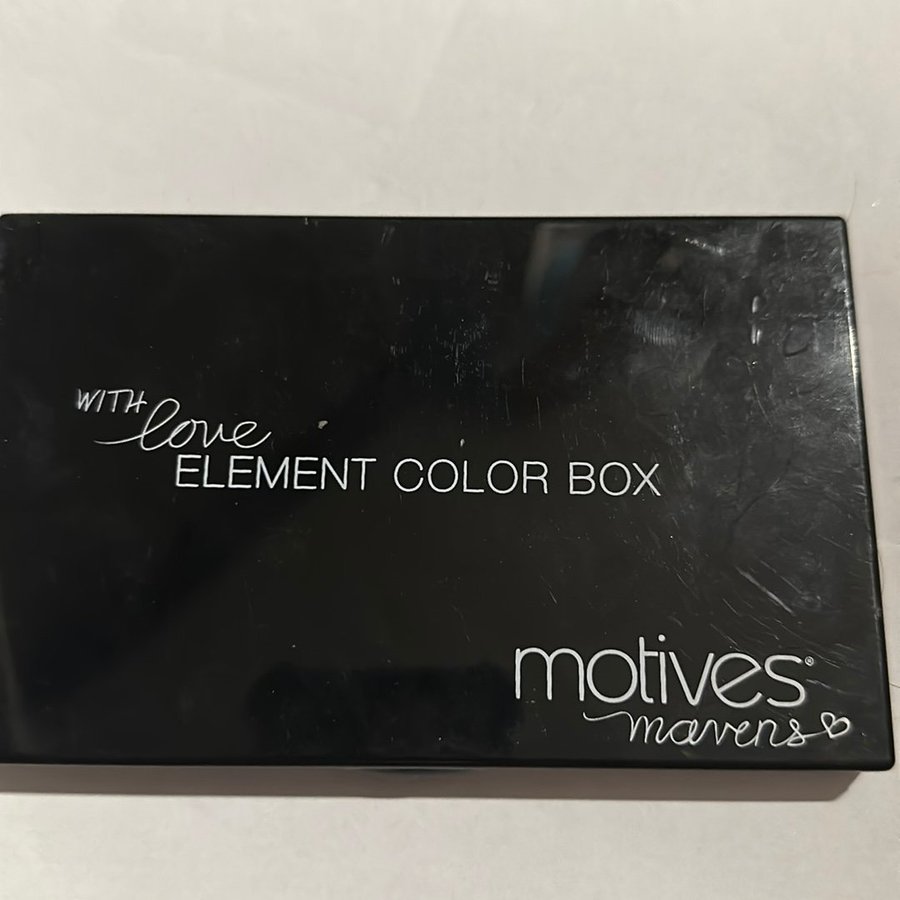 WITH
love
ELEMENT COLOR BOX
motives®
mavens